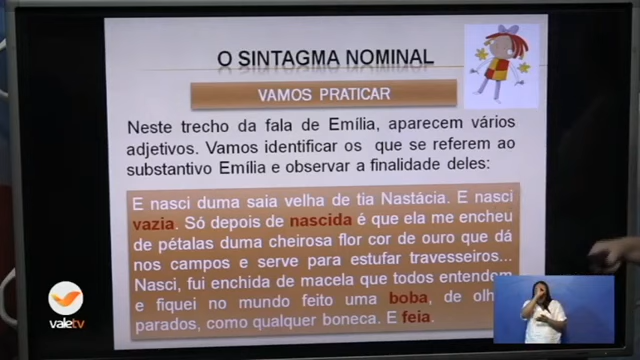 O SINTAGMA NOMINAL
VAMOS PRATICAR
Neste trecho da fala de Emília, aparecem vários
adjetivos. Vamos identificar os que se referem ao
substantivo Emília e observar a finalidade deles:
E nasci duma saia velha de tia Nastácia. E nasci
vazia. Só depois de nascida é que ela me encheu
de pétalas duma cheirosa flor cor de ouro que dá
nos campos e serve para estufar travesseiros...
Nasci, fui enchida de macela que todos entendem
e fiquei no mundo feito uma boba, de
parados, como qualquer boneca. E feia.
valetv